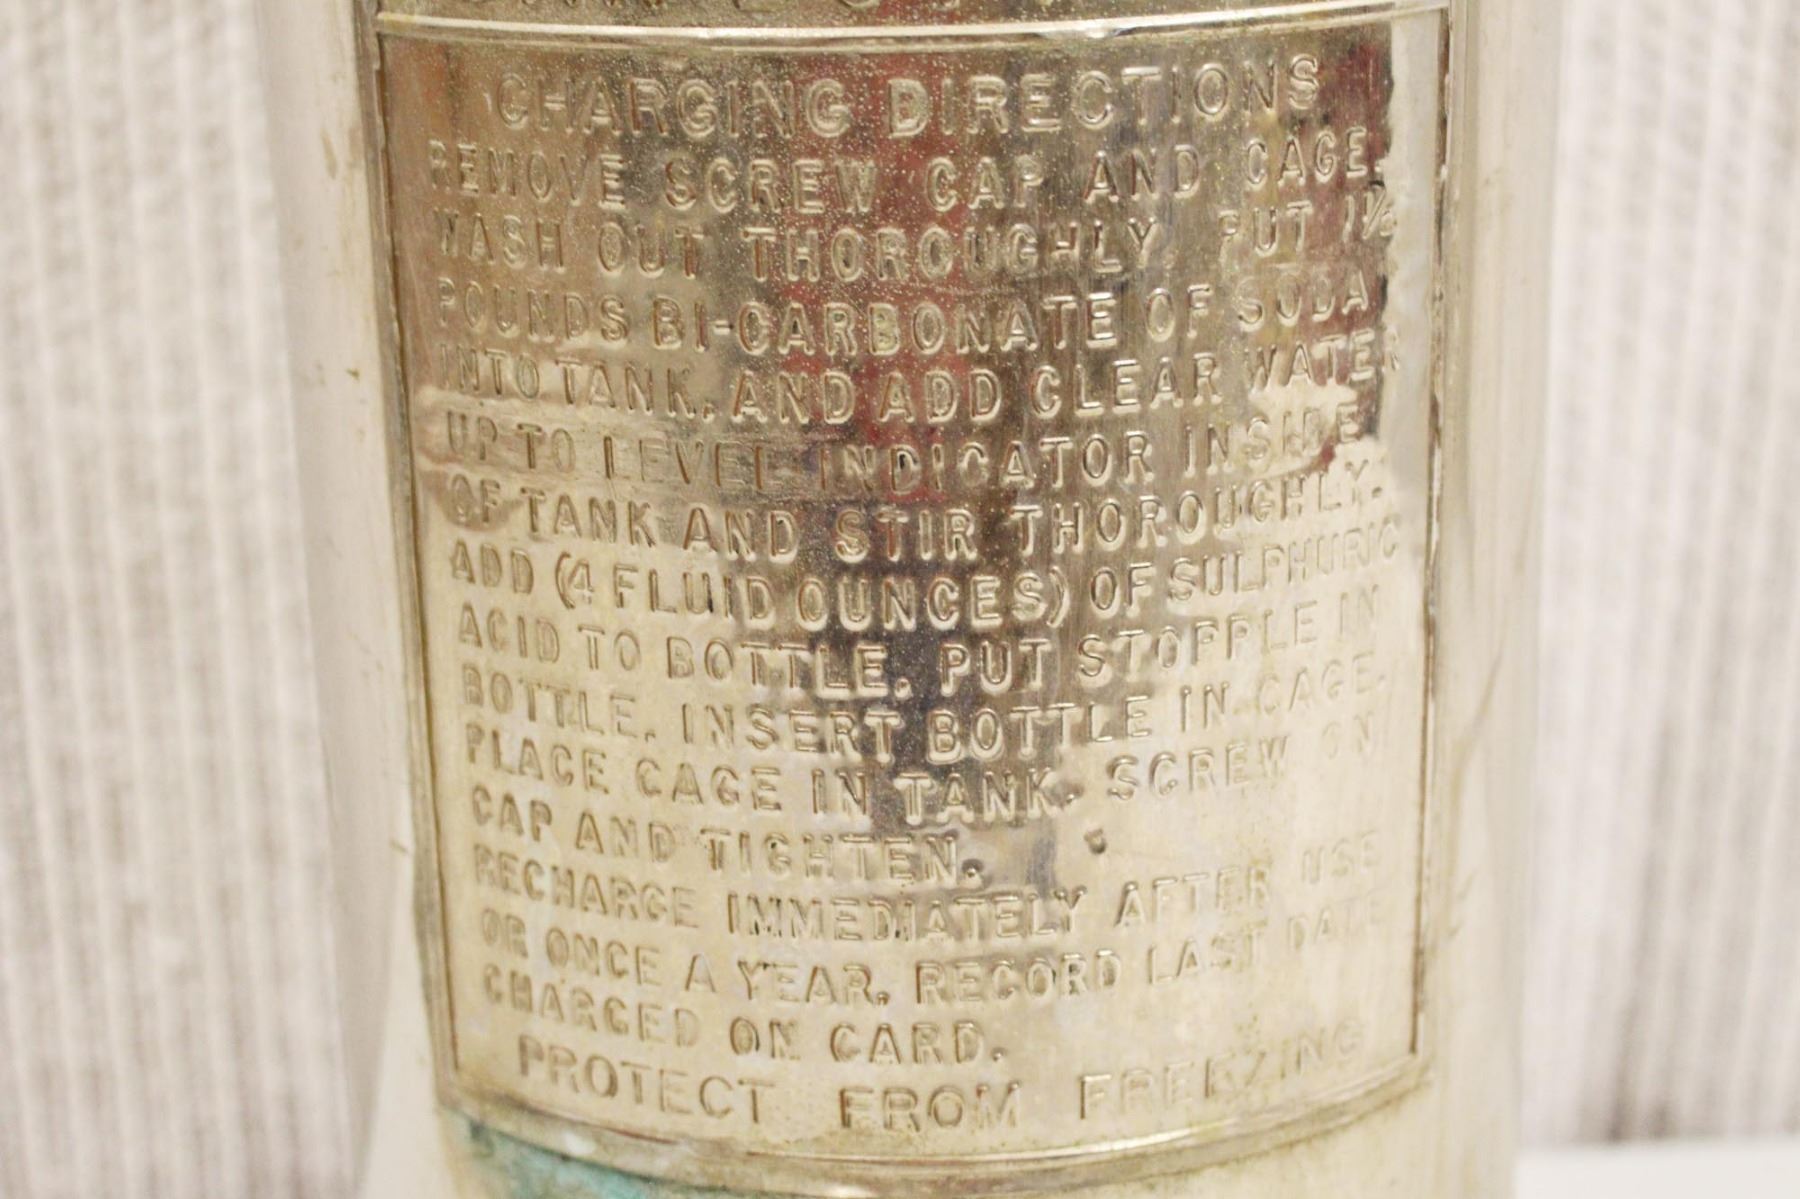 CHARGING DIRECTIONS
REMOVE SCREW CAP AND CAGE.
WASH OUT THOROUGHLY. PUT 1½
POUNDS BI-CARBONATE OF SODA
INTO TANK, AND ADD CLEAR WATER
UP TO LEVEL INDICATOR INSIDE
OF TANK AND STIR THOROUGHLY.
ADD (4 FLUID OUNCES) OF SULPHURIC
ACID TO BOTTLE. PUT STOPPLE IN
BOTTLE. INSERT BOTTLE IN CAGE.
PLACE CAGE IN TANK. SCREW ON
CAP AND TIGHTEN.
RECHARGE IMMEDIATELY AFTER USE
OR ONCE A YEAR. RECORD LAST DATE
CHARGED ON CARD.
PROTECT FROM FREEZING